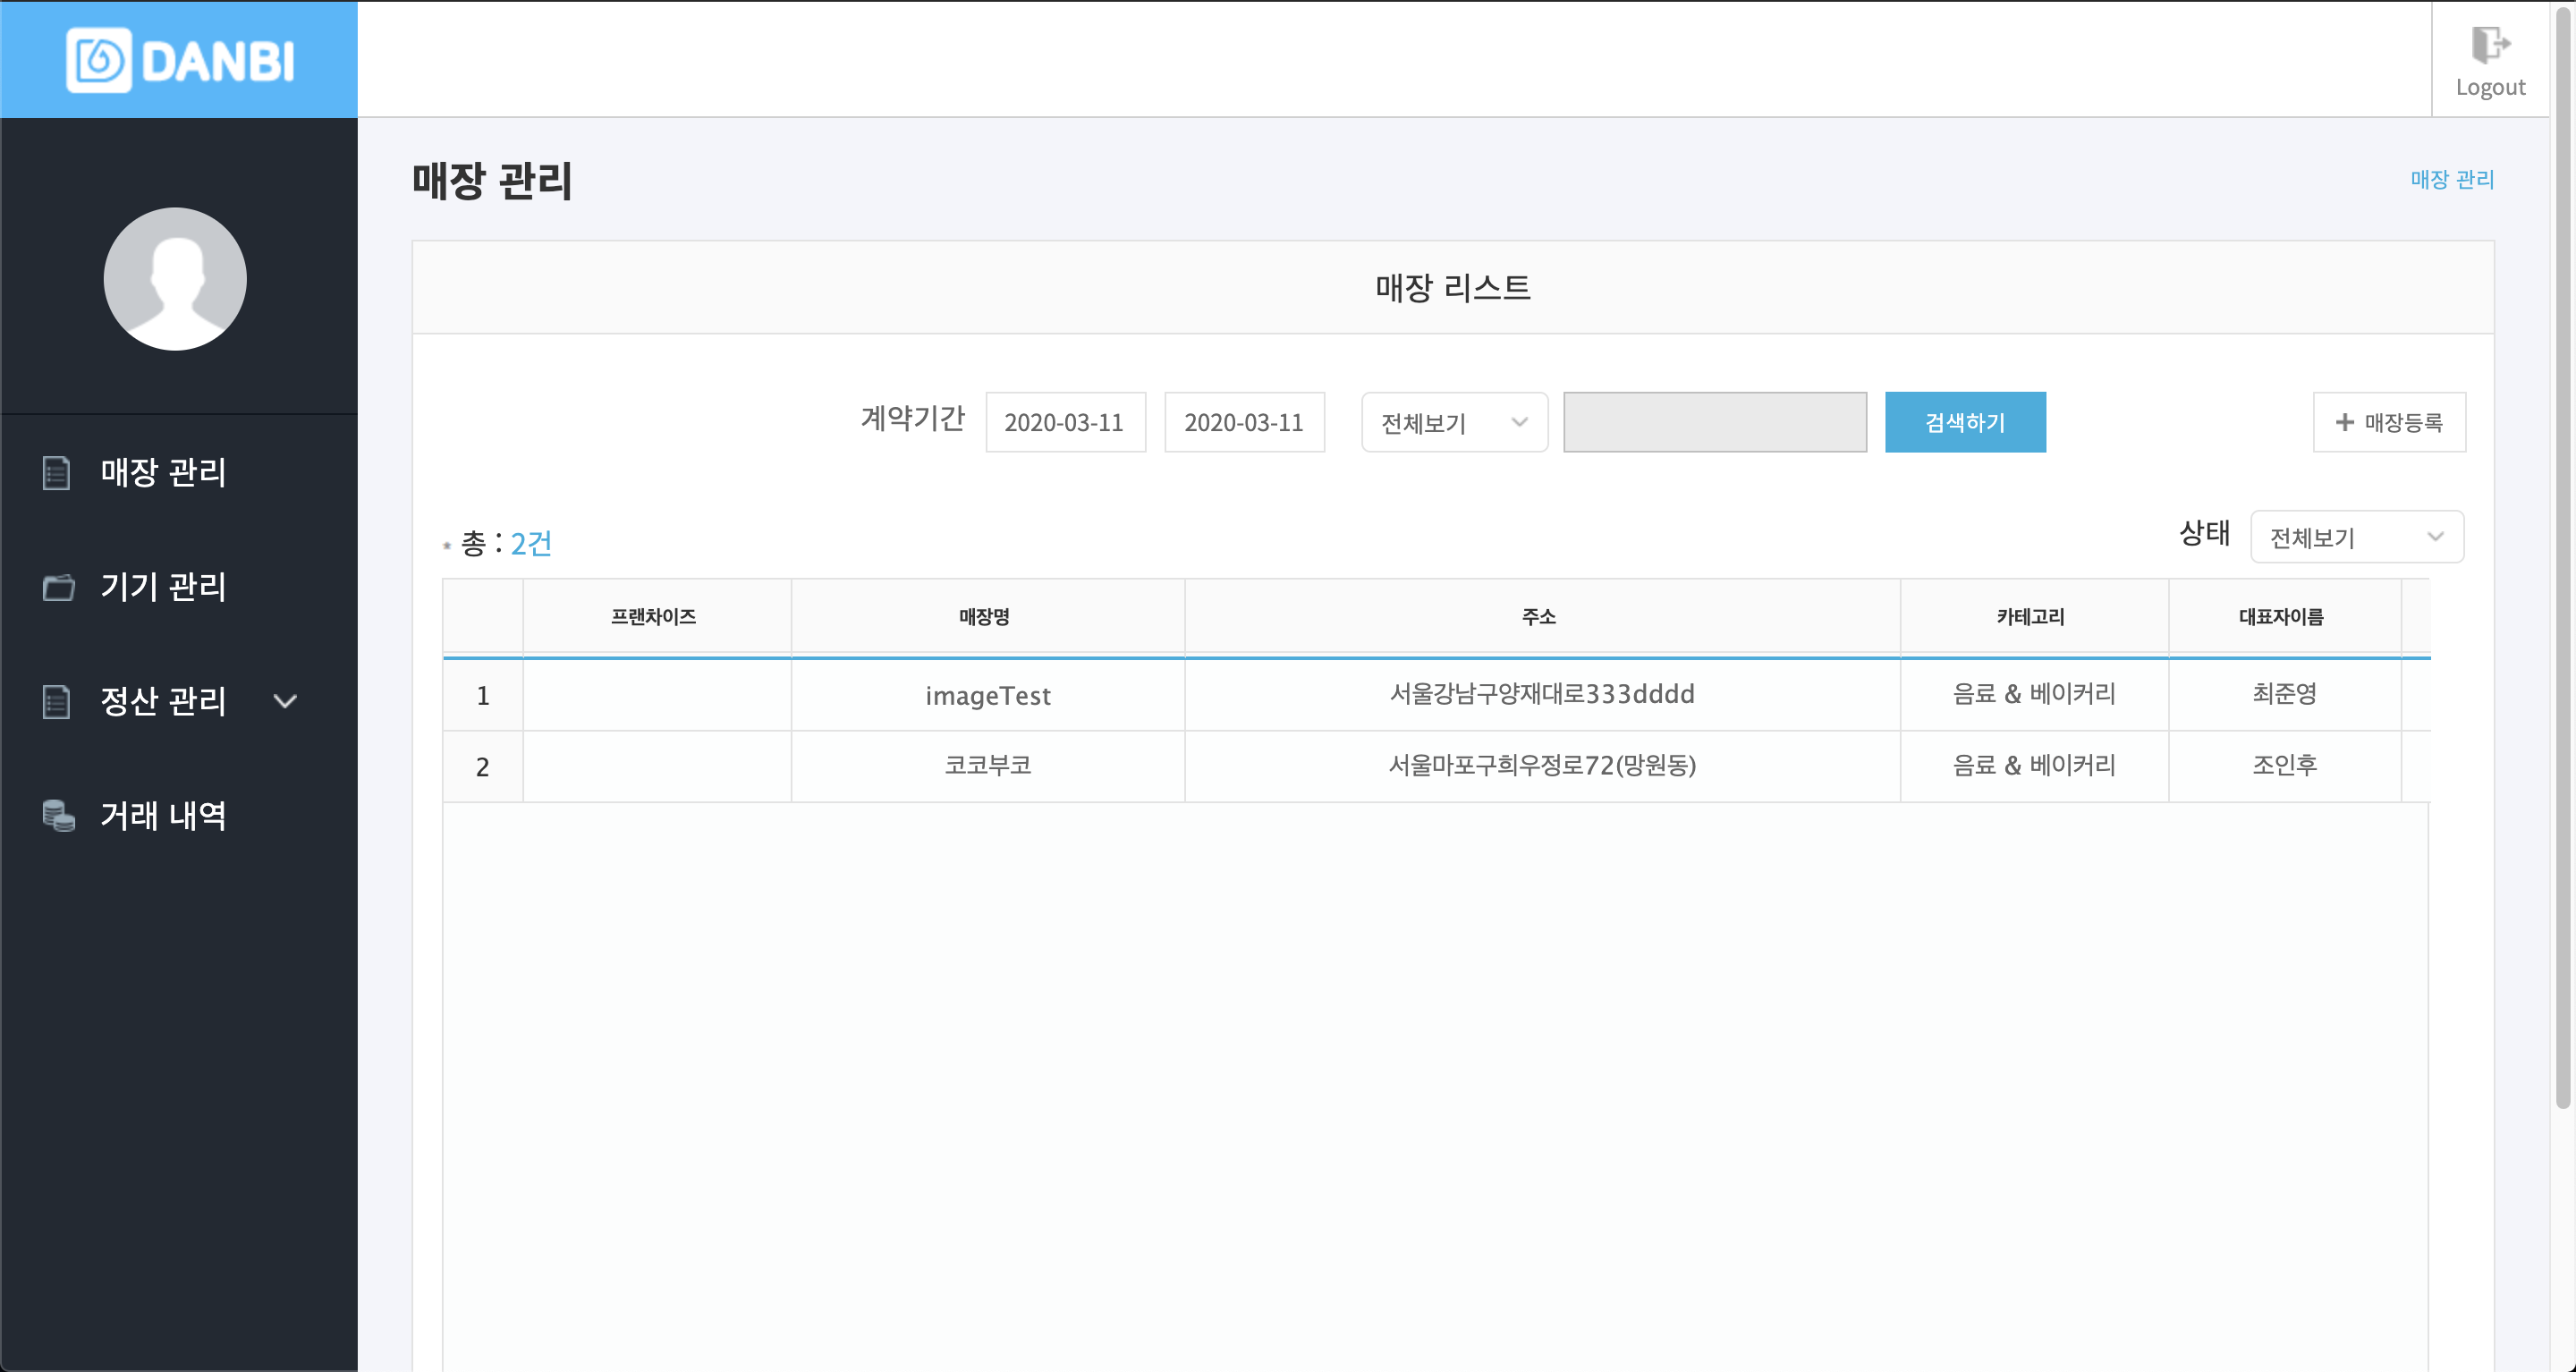 DANBI
Logout
매장 관리
매장 관리
매장 관리
기기 관리
정산 관리
거래 내역
매장 리스트
계약기간 2020-03-11 2020-03-11 전체보기 검색하기 + 매장등록
* 총 : 2건 상태 전체보기
프랜차이즈 매장명 주소 카테고리 대표자이름
1 imageTest 서울강남구양재대로333dddd 음료 & 베이커리 최준영
2 코코부코 서울마포구희우정로72(망원동) 음료 & 베이커리 조인후